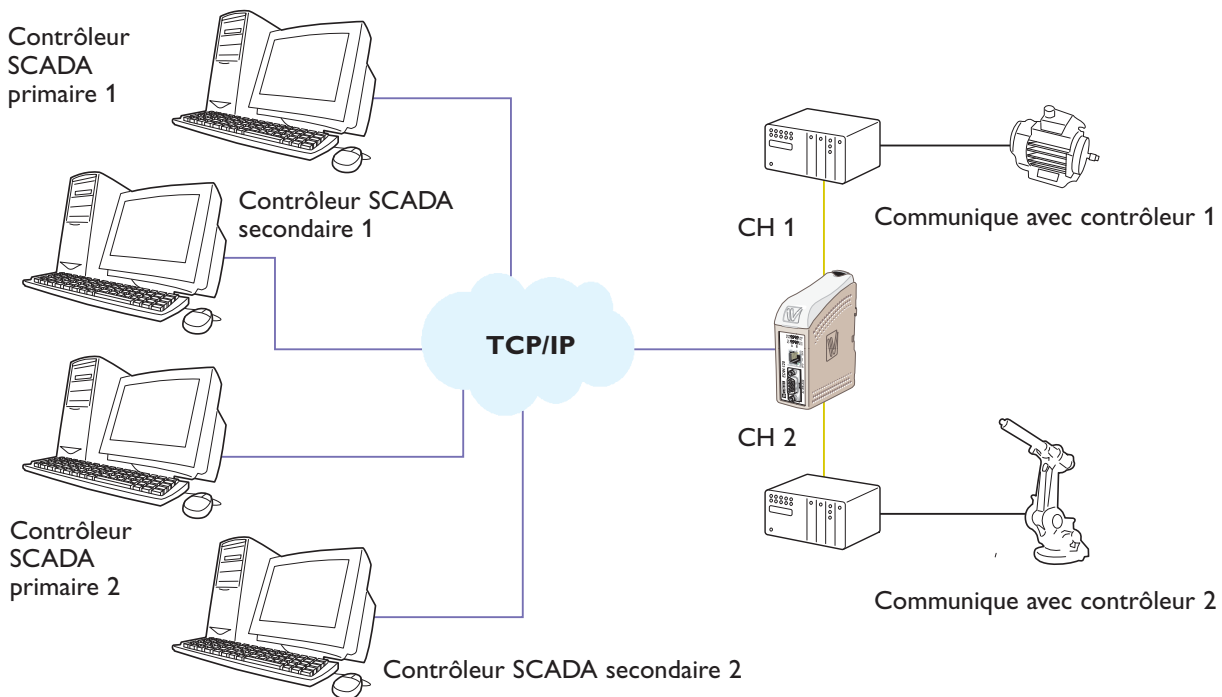 Contrôleur
SCADA
primaire 1
Contrôleur SCADA
secondaire 1
CH 1
Communique avec contrôleur 1
TCP/IP
CH 2
Contrôleur
SCADA
primaire 2
Communique avec contrôleur 2
Contrôleur SCADA secondaire 2